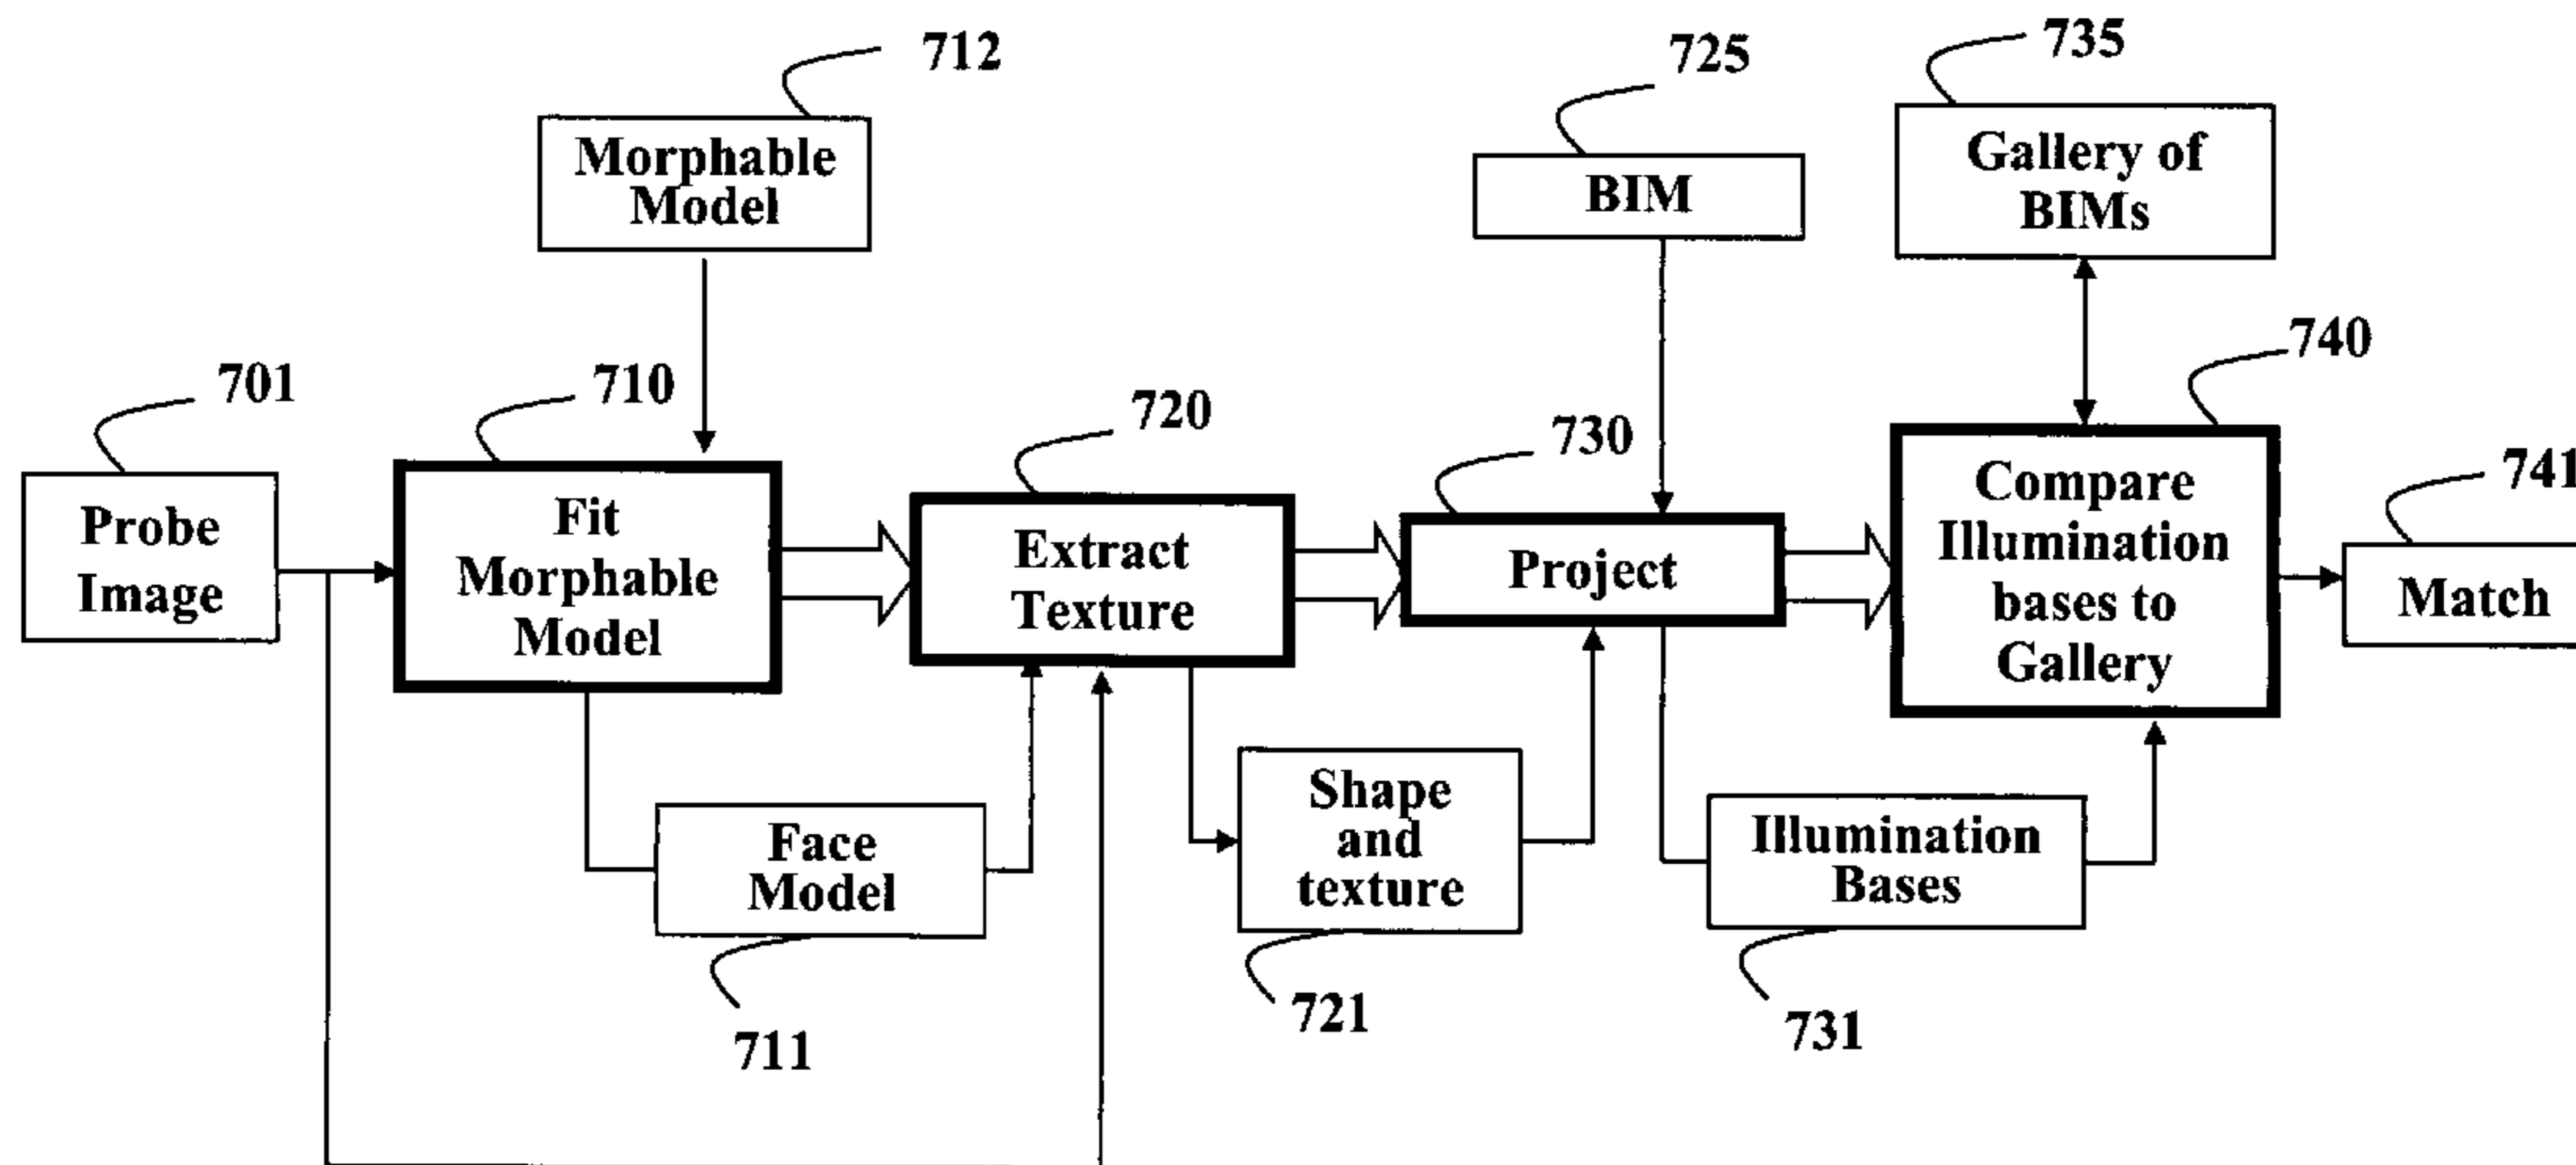 712
Morphable
Model
725
BIM
735
Gallery of
BIMs
701
Probe
Image
710
Fit
Morphable
Model
720
Extract
Texture
730
Project
740
Compare
Illumination
bases to
Gallery
741
Match
Face
Model
711
Shape
and
texture
721
Illumination
Bases
731